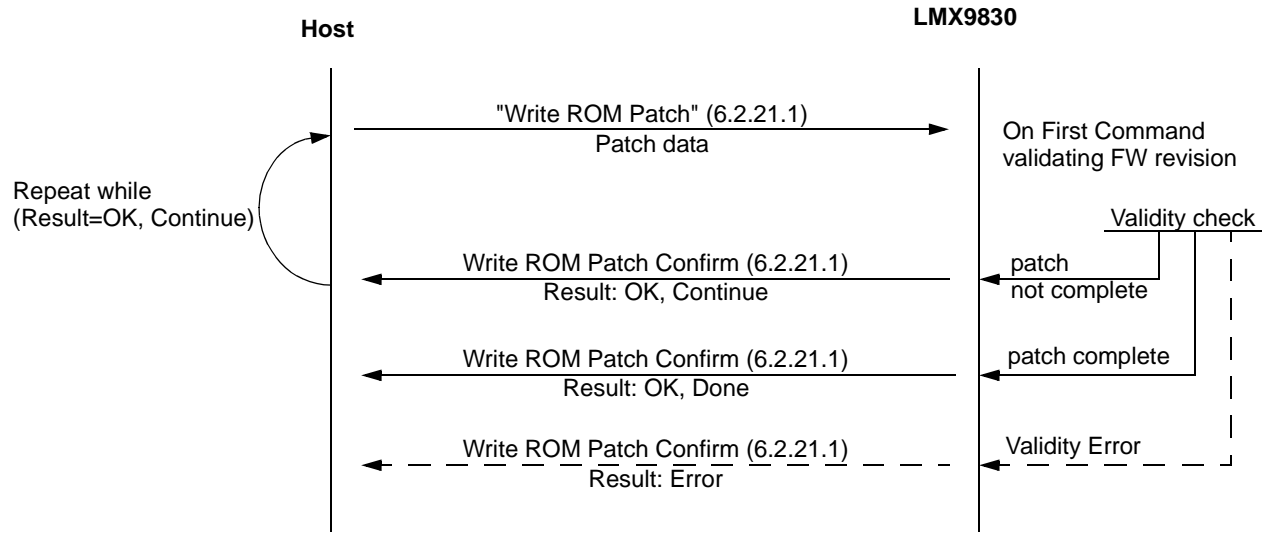 Host
LMX9830
"Write ROM Patch" (6.2.21.1)
Patch data
On First Command
validating FW revision
Repeat while
(Result=OK, Continue)
Validity check
Write ROM Patch Confirm (6.2.21.1)
Result: OK, Continue
patch
not complete
Write ROM Patch Confirm (6.2.21.1)
Result: OK, Done
patch complete
Write ROM Patch Confirm (6.2.21.1)
Result: Error
Validity Error